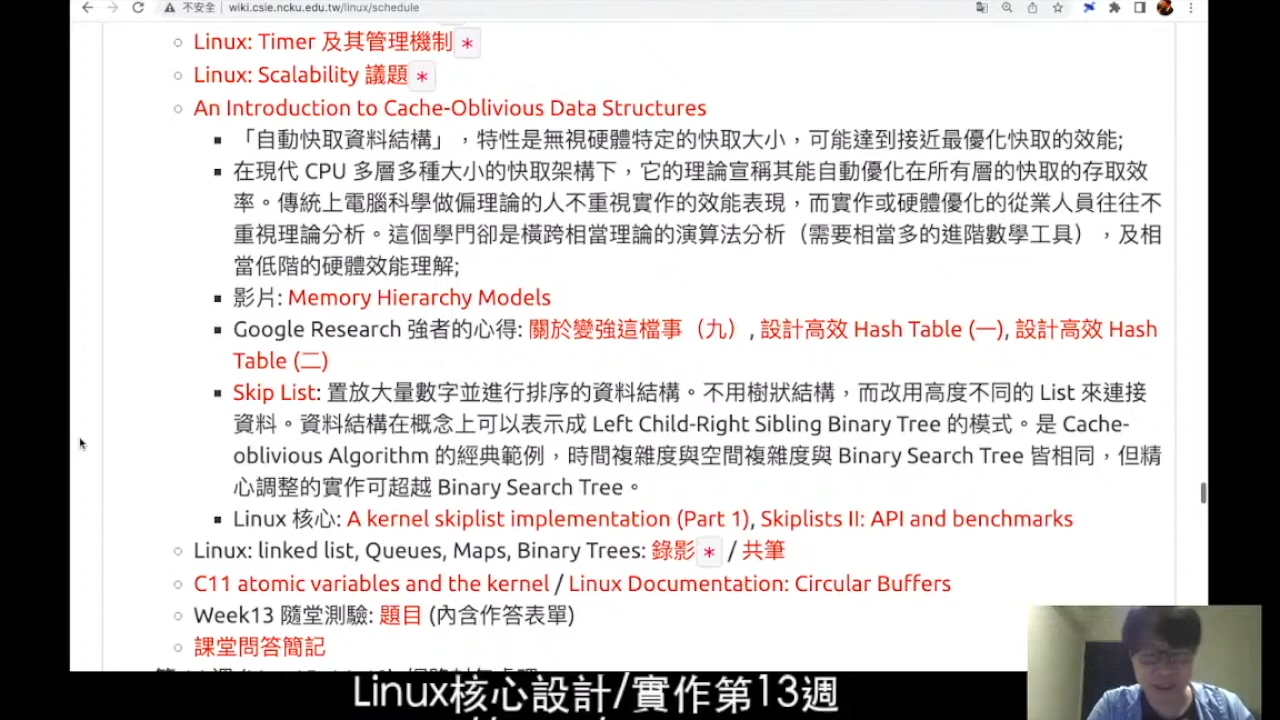 不安全 | wiki.csie.ncku.edu.tw/linux/schedule
Linux: Timer 及其管理機制 *
Linux: Scalability 議題 *
An Introduction to Cache-Oblivious Data Structures
「自動快取資料結構」，特性是無視硬體特定的快取大小，可能達到接近最優化快取的效能;
在現代 CPU 多層多種大小的快取架構下，它的理論宣稱其能自動優化在所有層的快取的存取效
率。傳統上電腦科學做偏理論的人不重視實作的效能表現，而實作或硬體優化的從業人員往往不
重視理論分析。這個學門卻是橫跨相當理論的演算法分析（需要相當多的進階數學工具），及相
當低階的硬體效能理解;
影片: Memory Hierarchy Models
Google Research 強者的心得: 關於變強這檔事（九）, 設計高效 Hash Table (一), 設計高效 Hash
Table (二)
Skip List: 置放大量數字並進行排序的資料結構。不用樹狀結構，而改用高度不同的 List 來連接
資料。資料結構在概念上可以表示成 Left Child-Right Sibling Binary Tree 的模式。是 Cache-
oblivious Algorithm 的經典範例，時間複雜度與空間複雜度與 Binary Search Tree 皆相同，但精
心調整的實作可超越 Binary Search Tree。
Linux 核心: A kernel skiplist implementation (Part 1), Skiplists II: API and benchmarks
Linux: linked list, Queues, Maps, Binary Trees: 錄影 * / 共筆
C11 atomic variables and the kernel / Linux Documentation: Circular Buffers
Week13 隨堂測驗: 題目 (內含作答表單)
課堂問答簡記
Linux核心設計/實作第13週